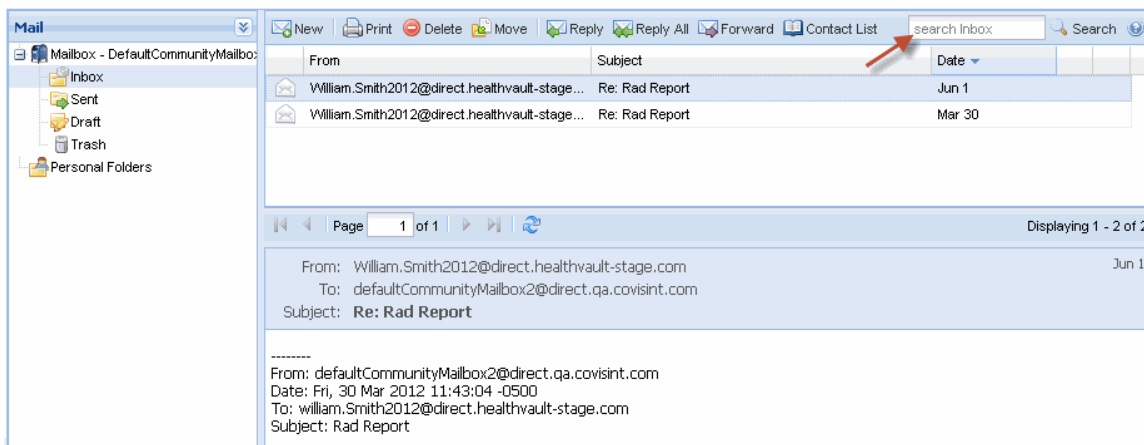 Mail
Mailbox - DefaultCommunityMailbo
Inbox
Sent
Draft
Trash
Personal Folders
New Print Delete Move Reply Reply All Forward Contact List search Inbox Search
From Subject Date
William.Smith2012@direct.healthvault-stage... Re: Rad Report Jun 1
William.Smith2012@direct.healthvault-stage... Re: Rad Report Mar 30
Page 1 of 1 Displaying 1 - 2 of 2
From: William.Smith2012@direct.healthvault-stage.com Jun 1
To: defaultCommunityMailbox2@direct.qa.covisint.com
Subject: Re: Rad Report
--------
From: defaultCommunityMailbox2@direct.qa.covisint.com
Date: Fri, 30 Mar 2012 11:43:04 -0500
To: william.Smith2012@direct.healthvault-stage.com
Subject: Rad Report